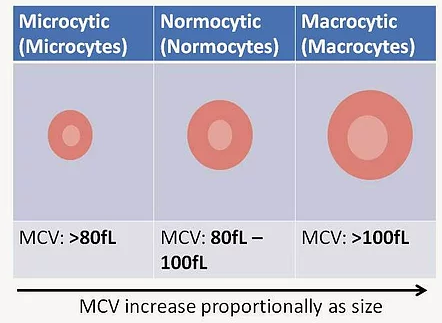 Microcytic
(Microcytes)
Normocytic
(Normocytes)
Macrocytic
(Macrocytes)
MCV: >80fL
MCV: 80fL –
100fL
MCV: >100fL
MCV increase proportionally as size